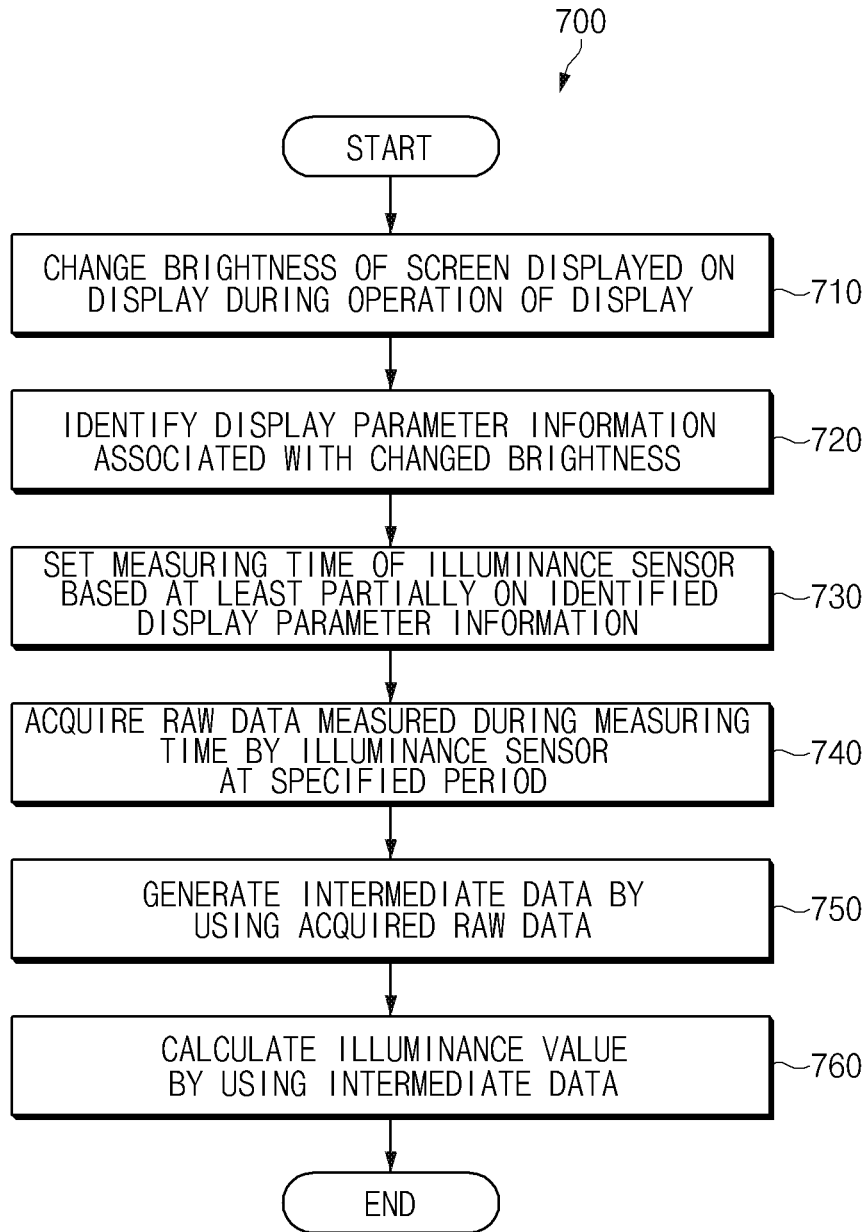 700
START
CHANGE BRIGHTNESS OF SCREEN DISPLAYED ON
DISPLAY DURING OPERATION OF DISPLAY
710
IDENTIFY DISPLAY PARAMETER INFORMATION
ASSOCIATED WITH CHANGED BRIGHTNESS
720
SET MEASURING TIME OF ILLUMINANCE SENSOR
BASED AT LEAST PARTIALLY ON IDENTIFIED
DISPLAY PARAMETER INFORMATION
730
ACQUIRE RAW DATA MEASURED DURING MEASURING
TIME BY ILLUMINANCE SENSOR
AT SPECIFIED PERIOD
740
GENERATE INTERMEDIATE DATA BY
USING ACQUIRED RAW DATA
750
CALCULATE ILLUMINANCE VALUE
BY USING INTERMEDIATE DATA
760
END